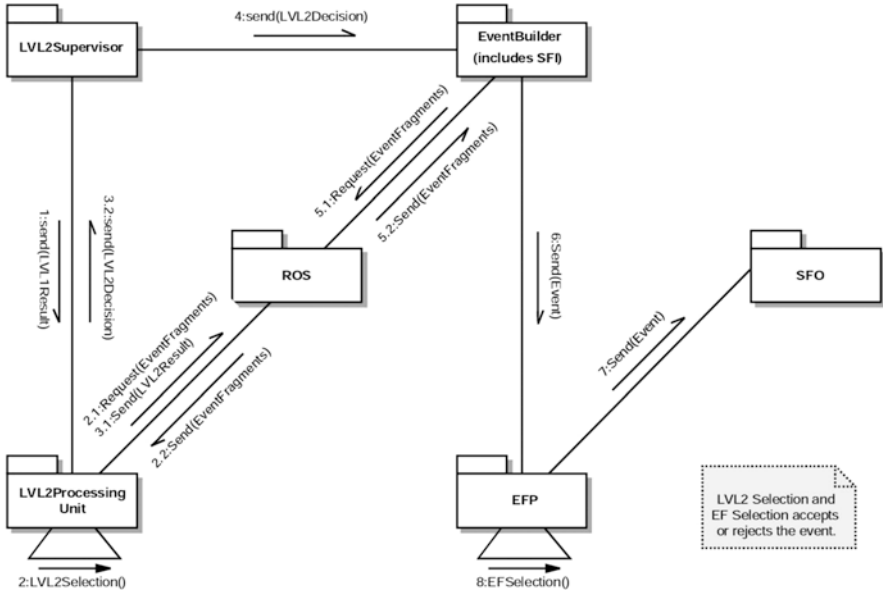 4:send(LVL2Decision)
LVL2Supervisor
EventBuilder
(includes SFI)
5.1:Request(EventFragments)
5.2:Send(EventFragments)
1:send(LVL1Result)
3.2:send(LVL2Decision)
6:Send(Event)
ROS
SFO
2.1:Request(EventFragments)
3.1:Send(LVL2Result)
2.2:Send(EventFragments)
7:Send(Event)
LVL2Processing
Unit
EFP
LVL2 Selection and
EF Selection accepts
or rejects the event.
2:LVL2Selection()
8:EFSelection()